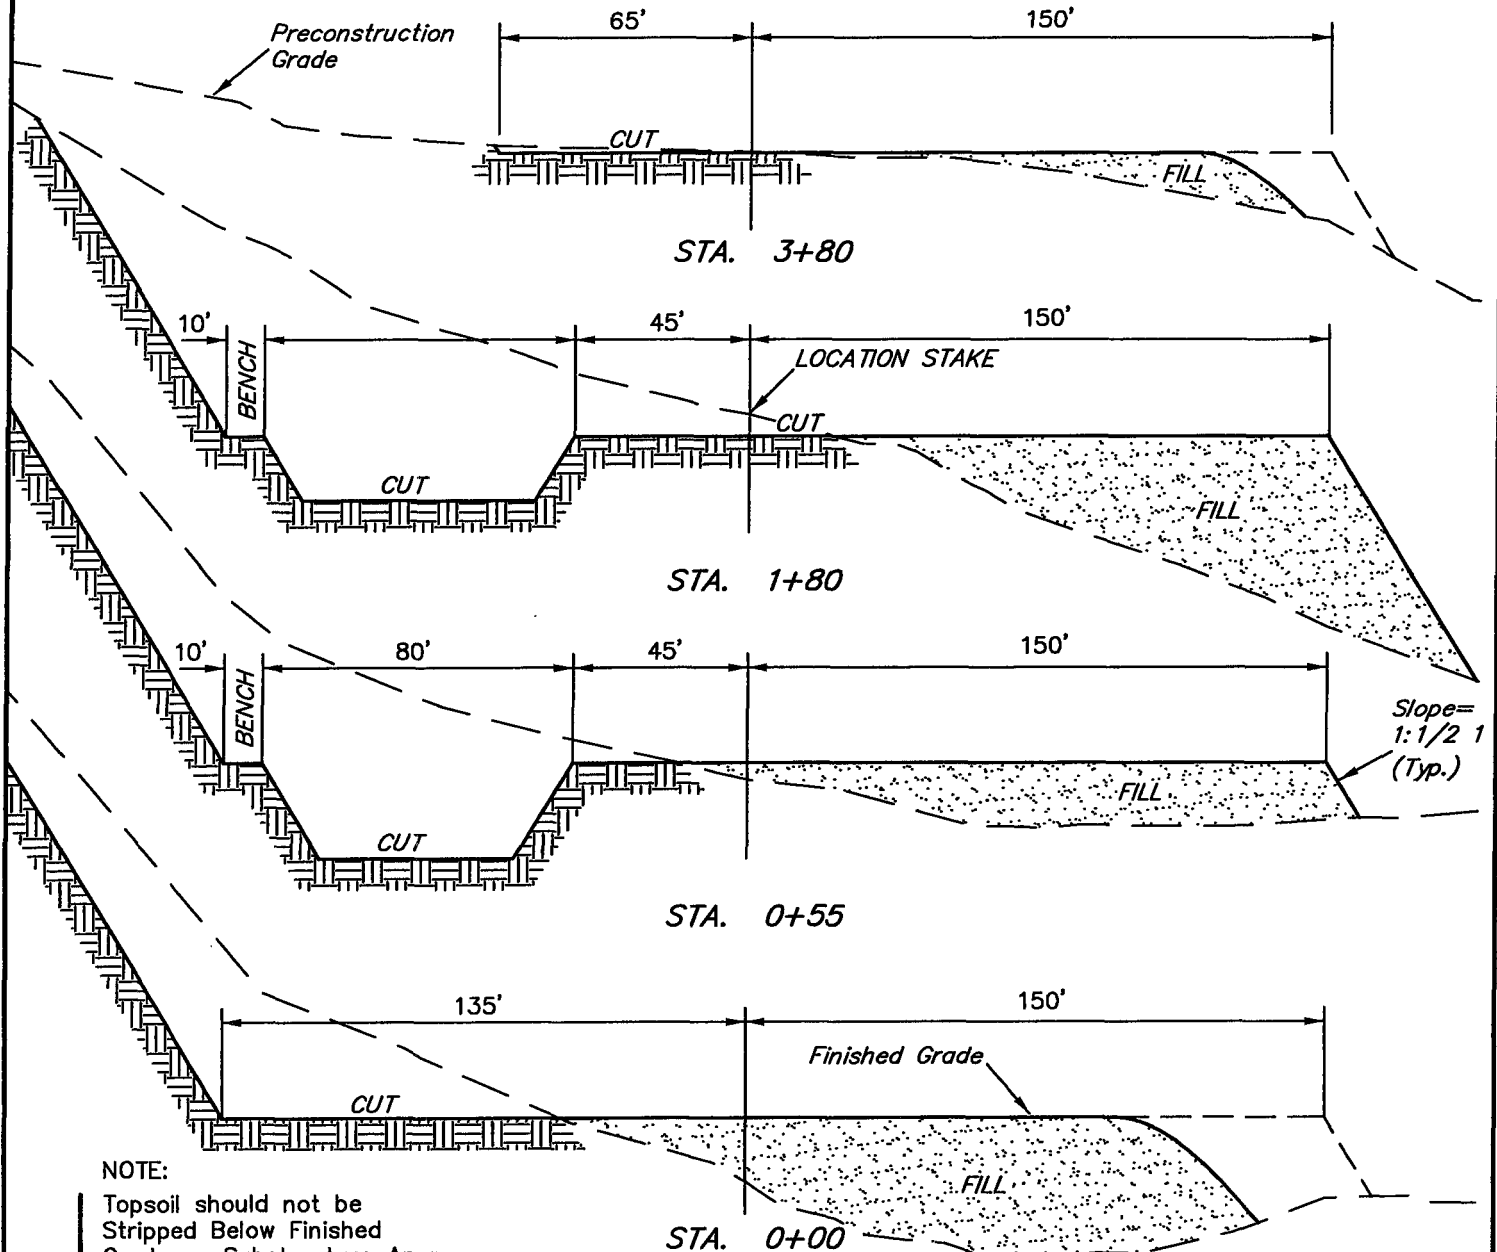 65'
150'
Preconstruction
Grade
CUT
FILL
STA. 3+80
10'
45'
150'
BENCH
LOCATION STAKE
CUT
CUT
FILL
STA. 1+80
10'
80'
45'
150'
BENCH
Slope=
1:1/2 1
(Typ.)
FILL
CUT
STA. 0+55
135'
150'
Finished Grade
CUT
NOTE:
Topsoil should not be
Stripped Below Finished
FILL
STA. 0+00